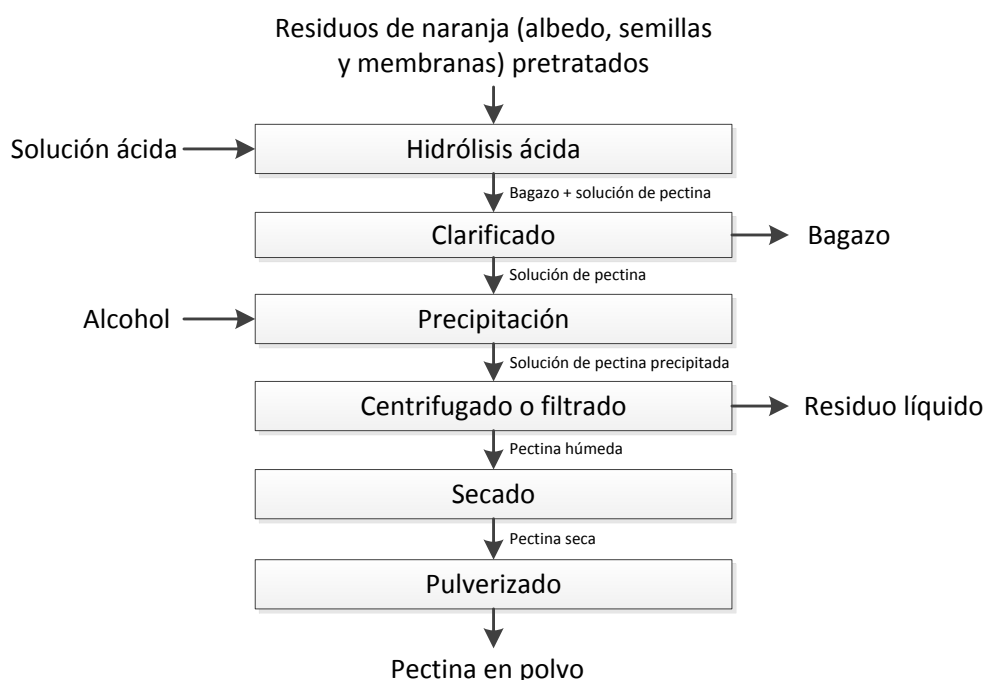 Residuos de naranja (albedo, semillas
y membranas) pretratados
Solución ácida
Hidrólisis ácida
Bagazo + solución de pectina
Clarificado
Bagazo
Solución de pectina
Alcohol
Precipitación
Solución de pectina precipitada
Centrifugado o filtrado
Residuo líquido
Pectina húmeda
Secado
Pectina seca
Pulverizado
Pectina en polvo